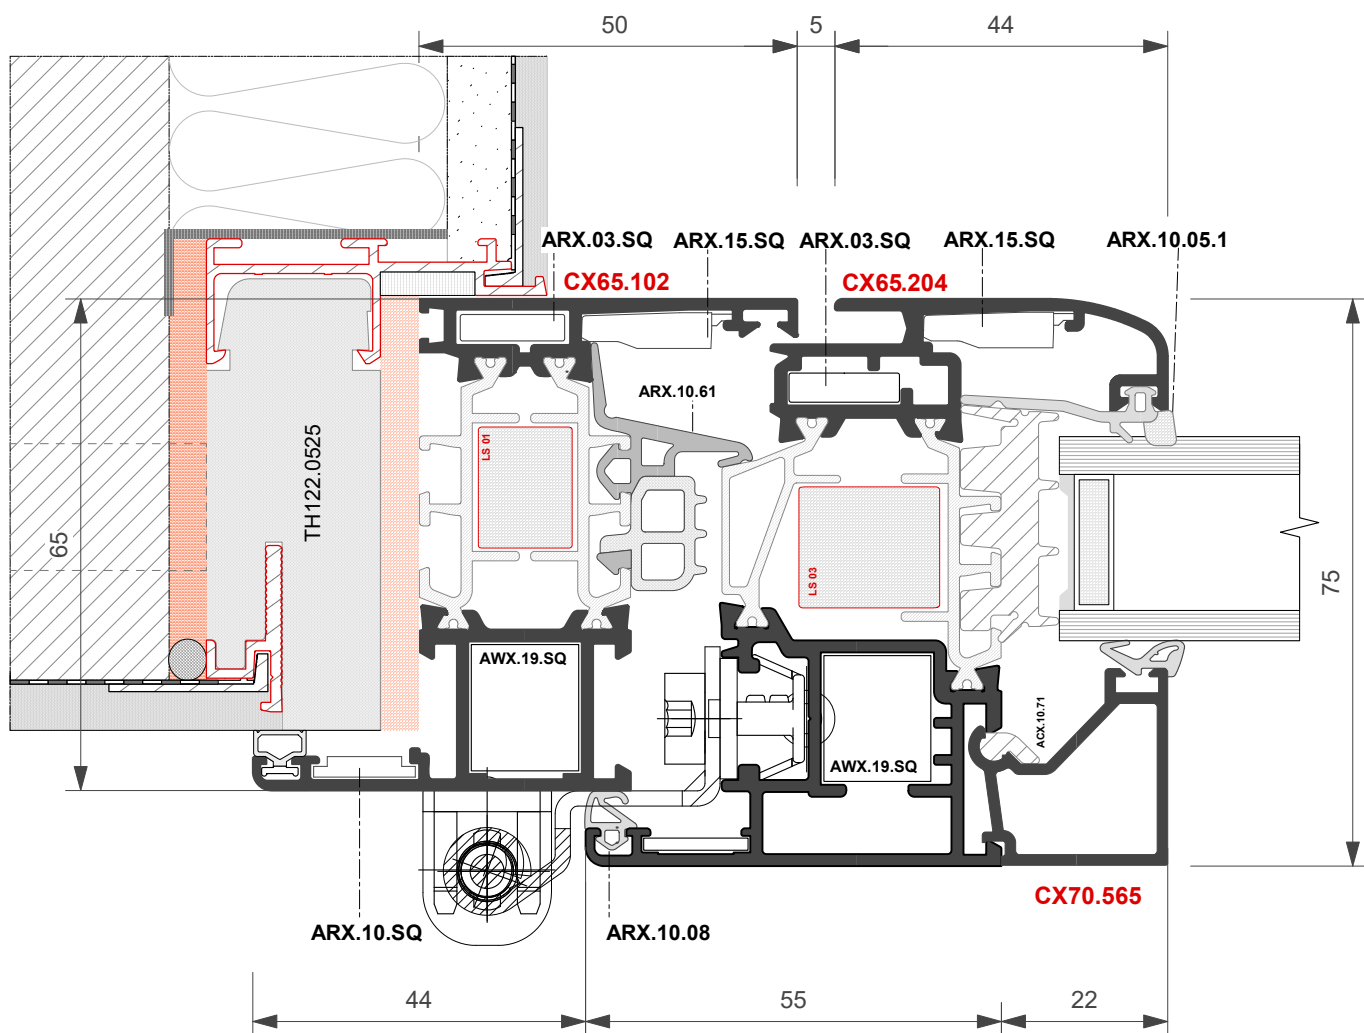 50
5
44
ARX.03.SQ
ARX.15.SQ
ARX.03.SQ
ARX.15.SQ
ARX.10.05.1
CX65.102
CX65.204
ARX.10.61
LS 01
TH122.0525
65
LS 03
75
AWX.19.SQ
ACX.10.71
AWX.19.SQ
CX70.565
ARX.10.SQ
ARX.10.08
44
55
22